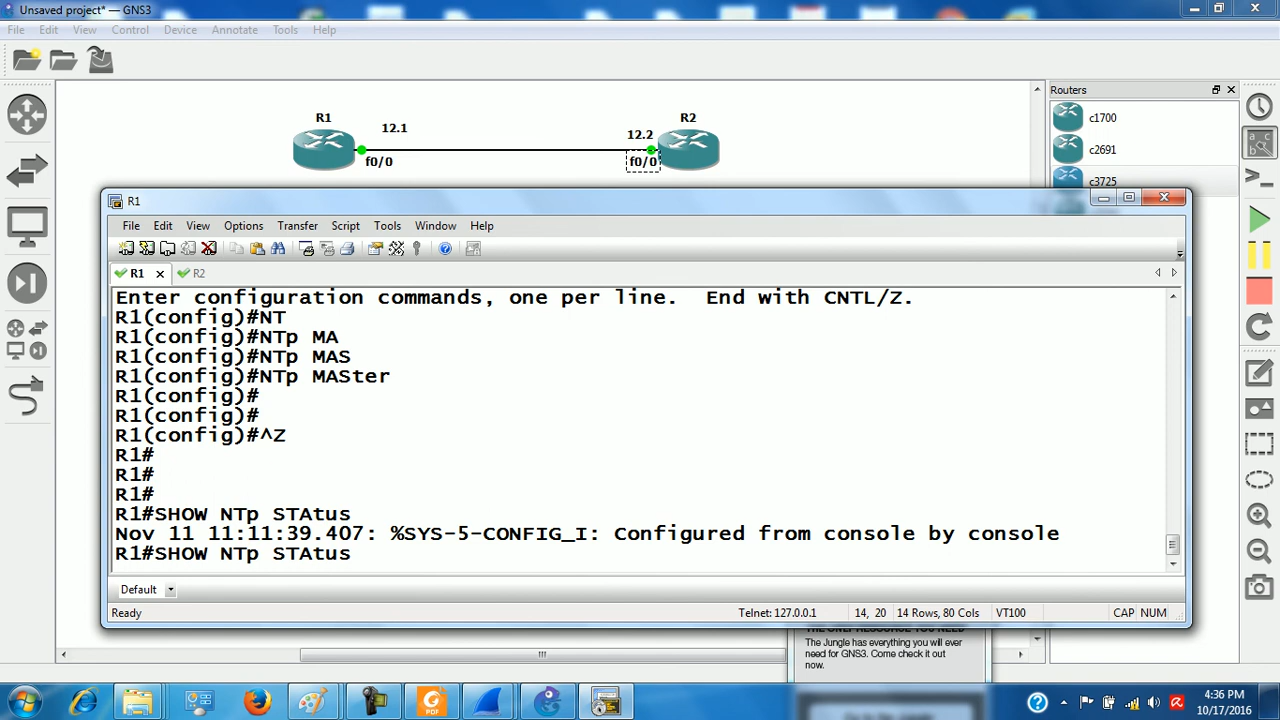 Unsaved project* — GNS3
File Edit View Control Device Annotate Tools Help
Routers
c1700
c2691
c3725
R1
12.1
f0/0
R2
12.2
f0/0
R1
File Edit View Options Transfer Script Tools Window Help
R1 R2
Enter configuration commands, one per line. End with CNTL/Z.
R1(config)#NT
R1(config)#NTp MA
R1(config)#NTp MAS
R1(config)#NTp MASter
R1(config)#
R1(config)#
R1(config)#^Z
R1#
R1#
R1#
R1#SHOW NTp STAtus
Nov 11 11:11:39.407: %SYS-5-CONFIG_I: Configured from console by console
R1#SHOW NTp STAtus
Default
Ready Telnet: 127.0.0.1 14, 20 14 Rows, 80 Cols VT100 CAP NUM
The Jungle has everything you will ever
need for GNS3. Come check it out
now.
PDF
4:36 PM
10/17/2016